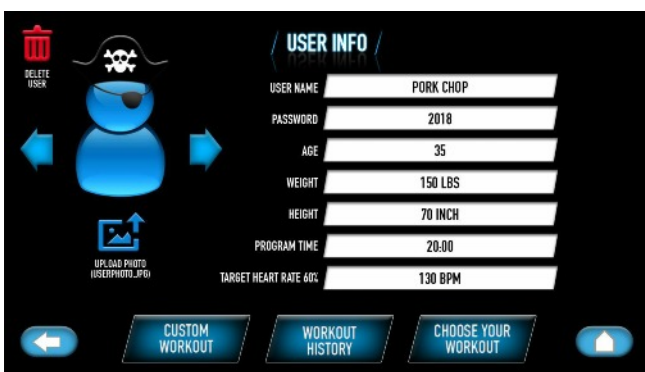 USER INFO
DELETE
USER
USER NAME PORK CHOP
PASSWORD 2018
AGE 35
WEIGHT 150 LBS
HEIGHT 70 INCH
PROGRAM TIME 20:00
UPLOAD PHOTO
(USERPHOTO.JPG)
TARGET HEART RATE 60% 130 BPM
CUSTOM
WORKOUT
WORKOUT
HISTORY
CHOOSE YOUR
WORKOUT